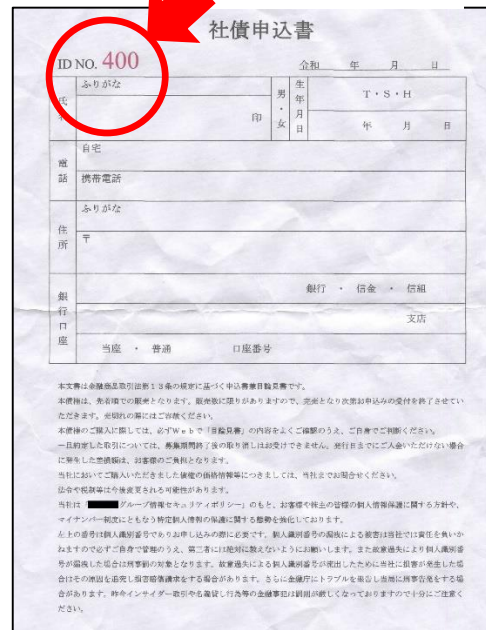 社債申込書
ID NO. 400
令和 年 月 日
ふりがな
氏
印
男・女
生年月日
T・S・H
年 月 日
電話
自宅
携帯電話
住所
ふりがな
〒
銀行口座
銀行 ・ 信金 ・ 信組
支店
当座 ・ 普通 口座番号
本文書は金融商品取引法第13条の規定に基づく申込書兼目論見書です。
本債権は、先着順での販売となります。販売数に限りがありますので、完売となり次第お申込みの受付を終了させてい
ただきます。売切れの際にはご容赦ください。
本債権のご購入に際しては、必ずWebで「目論見書」の内容をよくご確認のうえ、ご自身でご判断ください。
一旦約定した取引については、募集期間終了後の取り消しはお受けできません。発行日までにご入金いただけない場合
に発生した差損額は、お客様のご負担となります。
当社においてご購入いただきました債権の価格情報等につきましては、当社までお問合せください。
法令や税制等は今後変更される可能性があります。
当社は「 グループ情報セキュリティポリシー」のもと、お客様や株主の皆様の個人情報保護に関する方針や、
マイナンバー制度にともなう特定個人情報の保護に関する態勢を強化しております。
左上の番号は個人識別番号でありお申し込みの際に必要です。個人識別番号の漏洩による被害は当社では責任を負いか
ねますので必ずご自身で管理のうえ、第三者には絶対に教えないようにお願いします。また故意過失により個人識別番
号が漏洩した場合は刑事罰の対象となります。故意過失による個人識別番号が流出したために当社に損害が発生した場
合はその原因を追究し損害賠償請求をする場合があります。さらに金融庁にトラブルを報告し当局に刑事告発をする場
合があります。昨今インサイダー取引や名義貸し行為等の金融事犯は罰則が厳しくなっておりますので十分にご注意く
ださい。